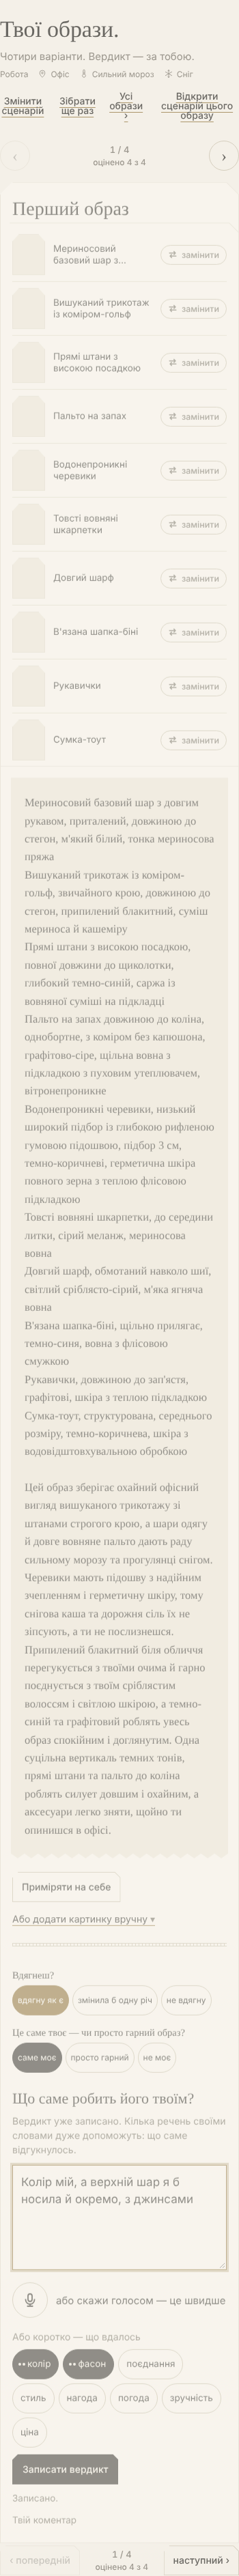 Твої образи.
Чотири варіанти. Вердикт — за тобою.
Робота Офіс Сильний мороз Сніг
Змінити сценарій
Зібрати ще раз
Усі образи ›
Відкрити сценарій цього образу
‹
1 / 4
оцінено 4 з 4
›
Перший образ
Мериносовий
базовий шар з...
замінити
Вишуканий трикотаж
із коміром-гольф
замінити
Прямі штани з
високою посадкою
замінити
Пальто на запах
замінити
Водонепроникні
черевики
замінити
Товсті вовняні
шкарпетки
замінити
Довгий шарф
замінити
В'язана шапка-біні
замінити
Рукавички
замінити
Сумка-тоут
замінити
Мериносовий базовий шар з довгим
рукавом, приталений, довжиною до
стегон, м'який білий, тонка мериносова
пряжа
Вишуканий трикотаж із коміром-
гольф, звичайного крою, довжиною до
стегон, припилений блакитний, суміш
мериноса й кашеміру
Прямі штани з високою посадкою,
повної довжини до щиколотки,
глибокий темно-синій, саржа із
вовняної суміші на підкладці
Пальто на запах довжиною до коліна,
однобортне, з коміром без капюшона,
графітово-сіре, щільна вовна з
підкладкою з пуховим утеплювачем,
вітронепроникне
Водонепроникні черевики, низький
широкий підбор із глибокою рифленою
гумовою підошвою, підбор 3 см,
темно-коричневі, герметична шкіра
повного зерна з теплою флісовою
підкладкою
Товсті вовняні шкарпетки, до середини
литки, сірий меланж, мериносова
вовна
Довгий шарф, обмотаний навколо шиї,
світлий сріблясто-сірий, м'яка ягняча
вовна
В'язана шапка-біні, щільно прилягає,
темно-синя, вовна з флісовою
смужкою
Рукавички, довжиною до зап'ястя,
графітові, шкіра з теплою підкладкою
Сумка-тоут, структурована, середнього
розміру, темно-коричнева, шкіра з
водовідштовхувальною обробкою
Цей образ зберігає охайний офісний
вигляд вишуканого трикотажу зі
штанами строгого крою, а шари одягу
й довге вовняне пальто дають раду
сильному морозу та прогулянці снігом.
Черевики мають підошву з надійним
зчепленням і герметичну шкіру, тому
снігова каша та дорожня сіль їх не
зіпсують, а ти не послизнешся.
Припилений блакитний біля обличчя
перегукується з твоїми очима й гарно
поєднується з твоїм сріблястим
волоссям і світлою шкірою, а темно-
синій та графітовий роблять увесь
образ спокійним і доглянутим. Одна
суцільна вертикаль темних тонів,
прямі штани та пальто до коліна
роблять силует довшим і охайним, а
аксесуари легко зняти, щойно ти
опинишся в офісі.
Приміряти на себе
Або додати картинку вручну ▾
Вдягнеш?
вдягну як є змінила б одну річ не вдягну
Це саме твоє — чи просто гарний образ?
саме моє просто гарний не моє
Що саме робить його твоїм?
Вердикт уже записано. Кілька речень своїми
словами дуже допоможуть: що саме
відгукнулось.
Колір мій, а верхній шар я б
носила й окремо, з джинсами
або скажи голосом — це швидше
Або коротко — що вдалось
•• колір •• фасон поєднання
стиль нагода погода зручність
ціна
Записати вердикт
Записано.
Твій коментар
‹ попередній
1 / 4
оцінено 4 з 4
наступний ›